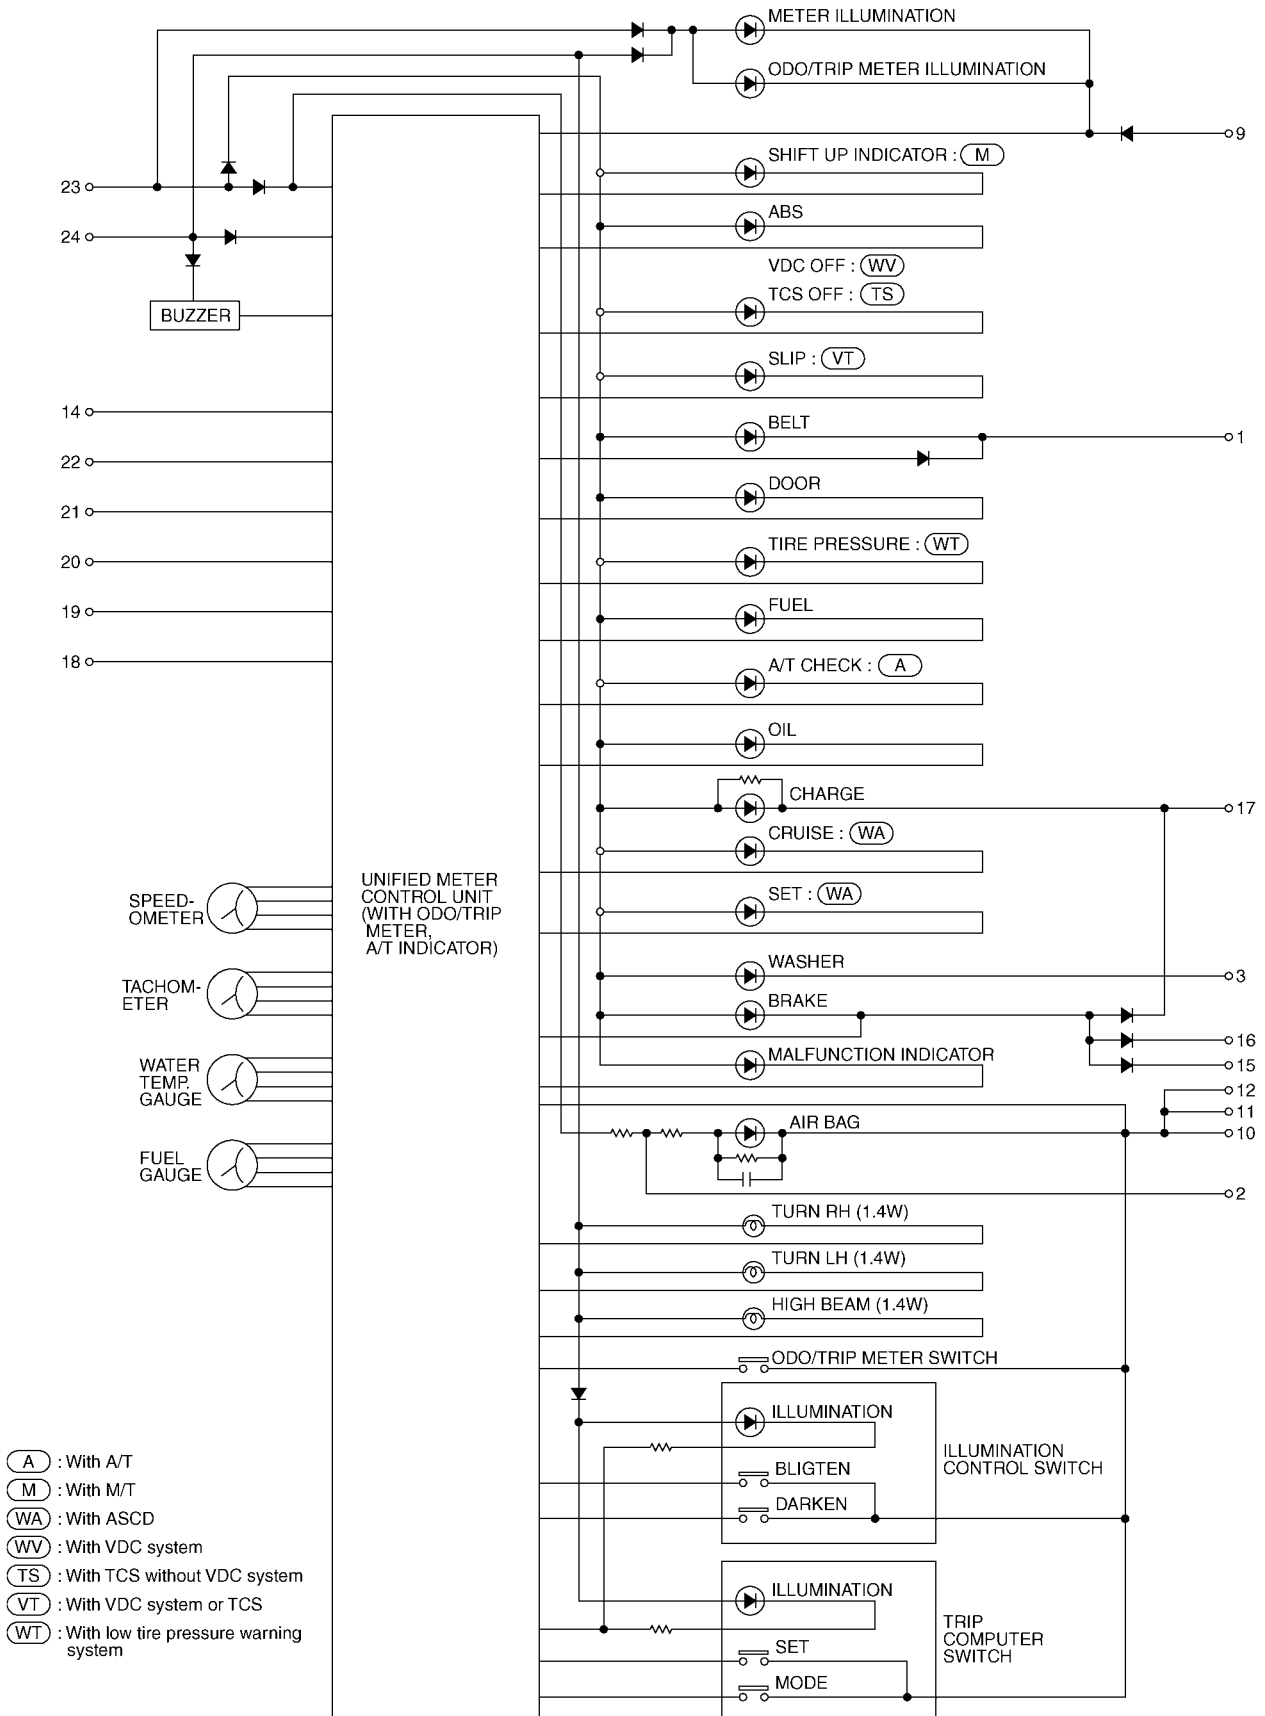 METER ILLUMINATION
ODO/TRIP METER ILLUMINATION
9
SHIFT UP INDICATOR : M
23
ABS
24
VDC OFF : WV
TCS OFF : TS
BUZZER
SLIP : VT
14
BELT
1
22
DOOR
21
TIRE PRESSURE : WT
20
FUEL
19
18
A/T CHECK : A
OIL
CHARGE
17
CRUISE : WA
UNIFIED METER
CONTROL UNIT
(WITH ODO/TRIP
METER,
A/T INDICATOR)
SPEED-
OMETER
SET : WA
WASHER
3
TACHOM-
ETER
BRAKE
16
MALFUNCTION INDICATOR
15
WATER
TEMP.
GAUGE
12
11
AIR BAG
10
FUEL
GAUGE
2
TURN RH (1.4W)
TURN LH (1.4W)
HIGH BEAM (1.4W)
ODO/TRIP METER SWITCH
ILLUMINATION
ILLUMINATION
CONTROL SWITCH
BLIGTEN
DARKEN
A : With A/T
M : With M/T
WA : With ASCD
WV : With VDC system
TS : With TCS without VDC system
VT : With VDC system or TCS
WT : With low tire pressure warning
system
ILLUMINATION
TRIP
COMPUTER
SWITCH
SET
MODE